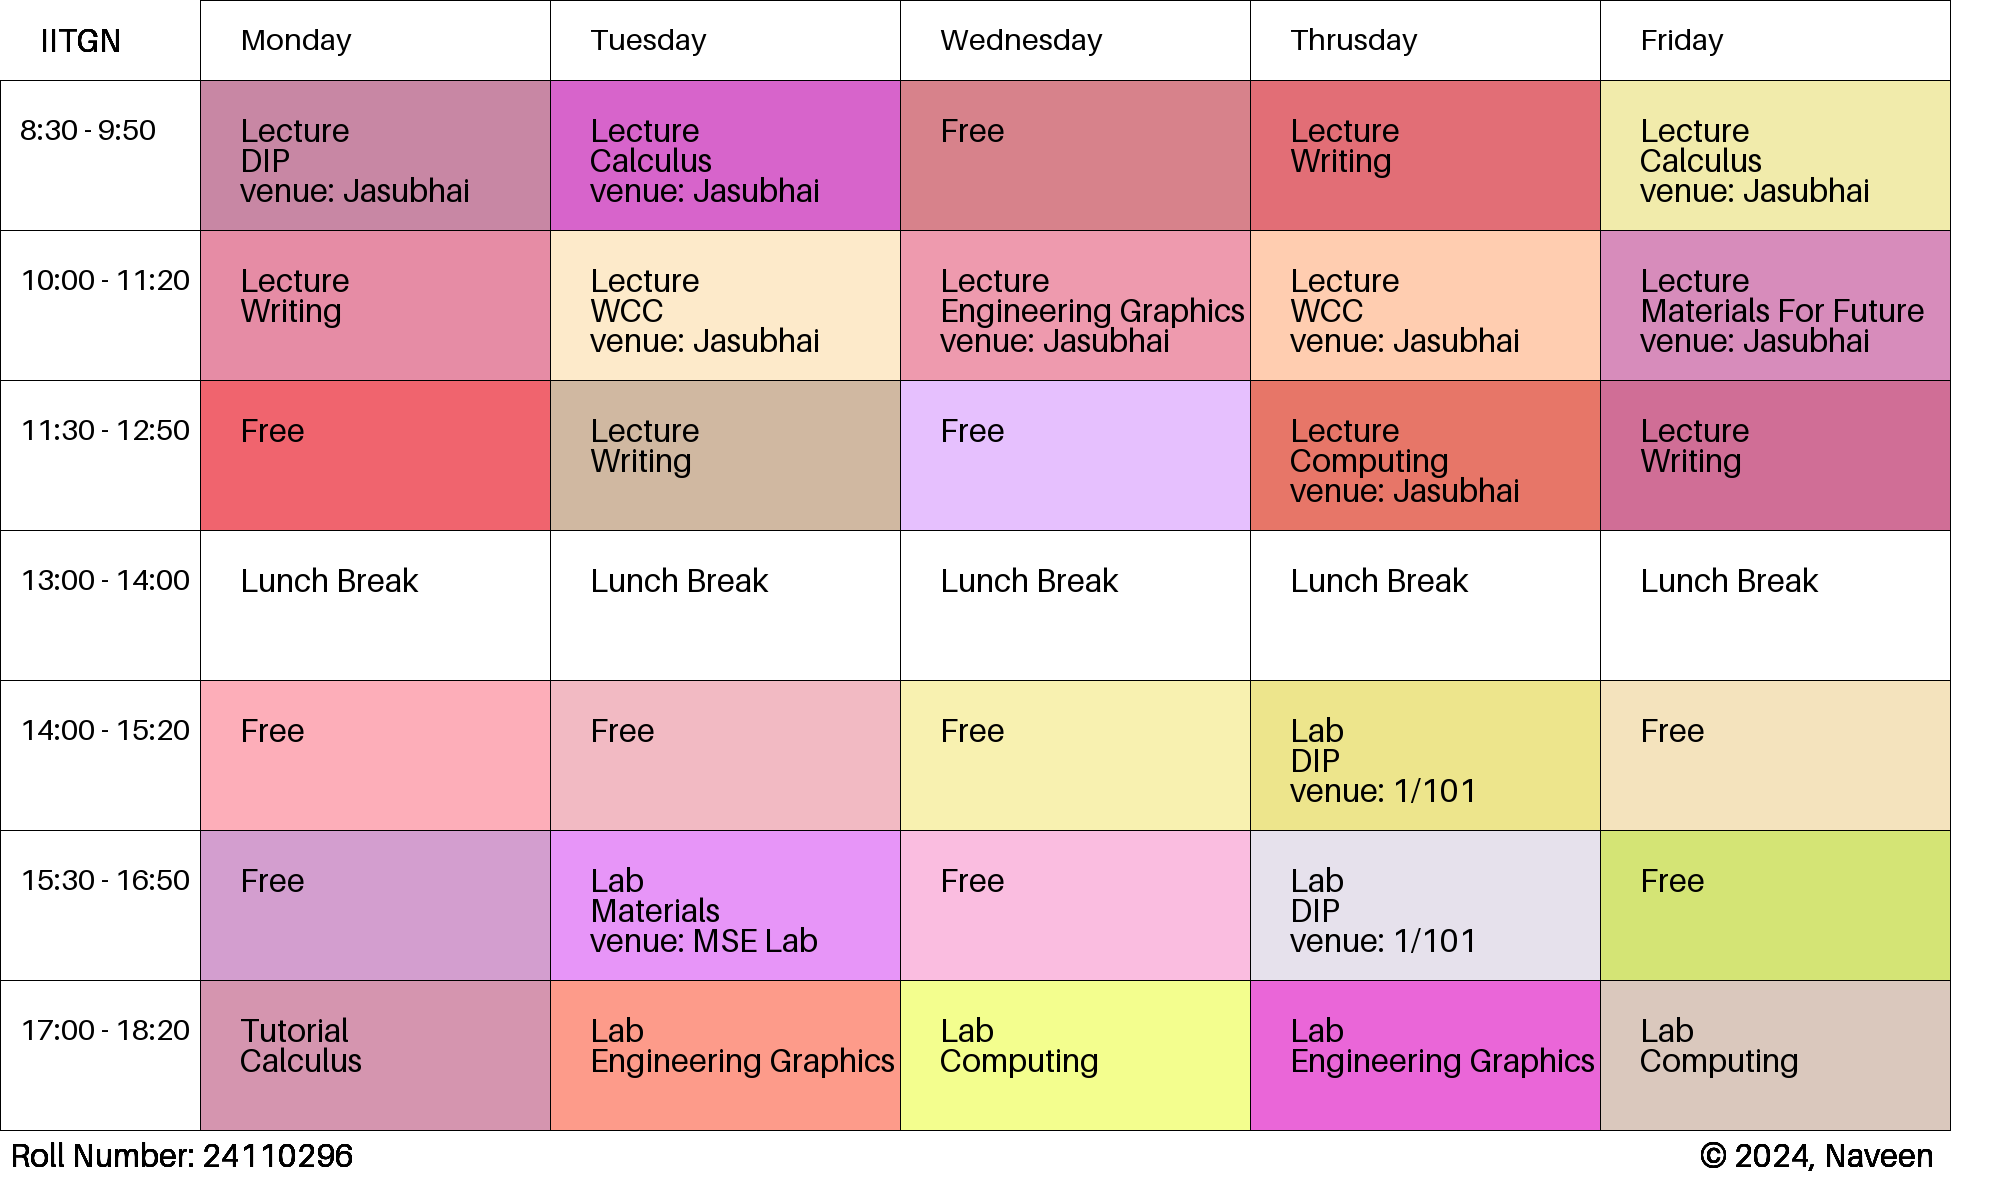 IITGN Monday Tuesday Wednesday Thrusday Friday
8:30 - 9:50
Lecture
DIP
venue: Jasubhai
Lecture
Calculus
venue: Jasubhai
Free
Lecture
Writing
Lecture
Calculus
venue: Jasubhai
10:00 - 11:20
Lecture
Writing
Lecture
WCC
venue: Jasubhai
Lecture
Engineering Graphics
venue: Jasubhai
Lecture
WCC
venue: Jasubhai
Lecture
Materials For Future
venue: Jasubhai
11:30 - 12:50
Free
Lecture
Writing
Free
Lecture
Computing
venue: Jasubhai
Lecture
Writing
13:00 - 14:00
Lunch Break
Lunch Break
Lunch Break
Lunch Break
Lunch Break
14:00 - 15:20
Free
Free
Free
Lab
DIP
venue: 1/101
Free
15:30 - 16:50
Free
Lab
Materials
venue: MSE Lab
Free
Lab
DIP
venue: 1/101
Free
17:00 - 18:20
Tutorial
Calculus
Lab
Engineering Graphics
Lab
Computing
Lab
Engineering Graphics
Lab
Computing
Roll Number: 24110296
© 2024, Naveen